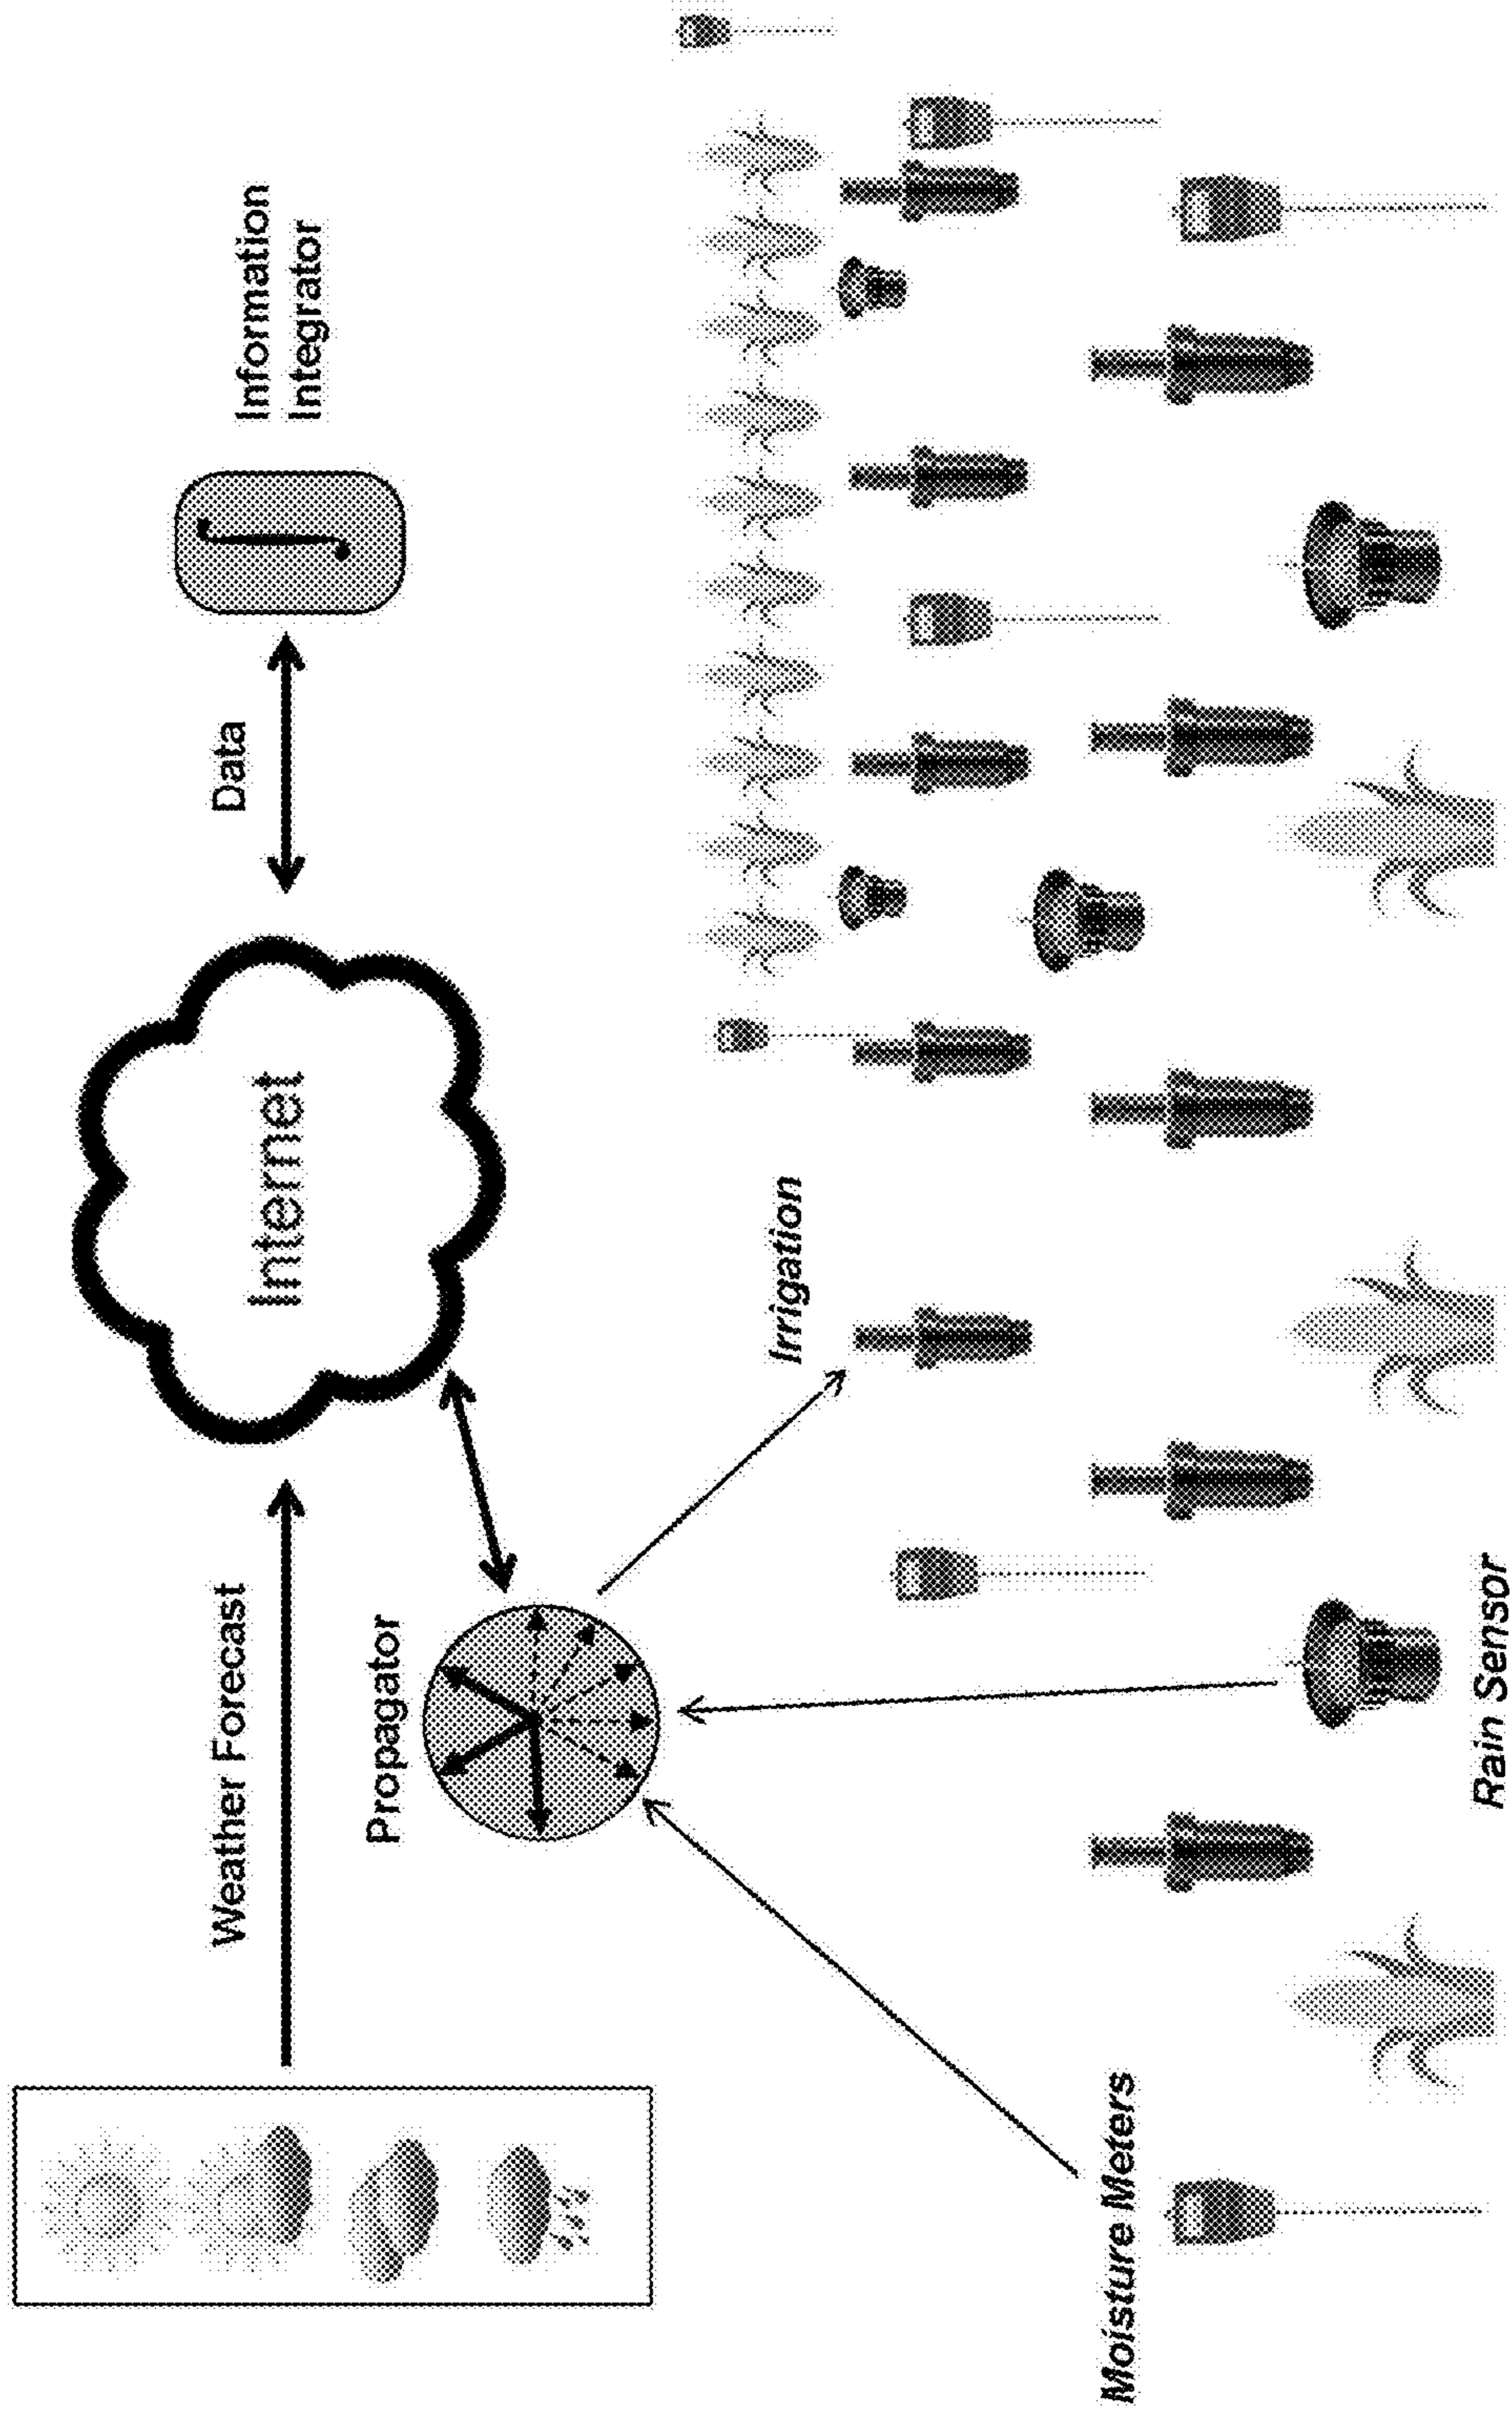 Weather Forecast
Internet
Data
Information
Integrator
Propagator
Irrigation
Moisture Meters
Rain Sensor